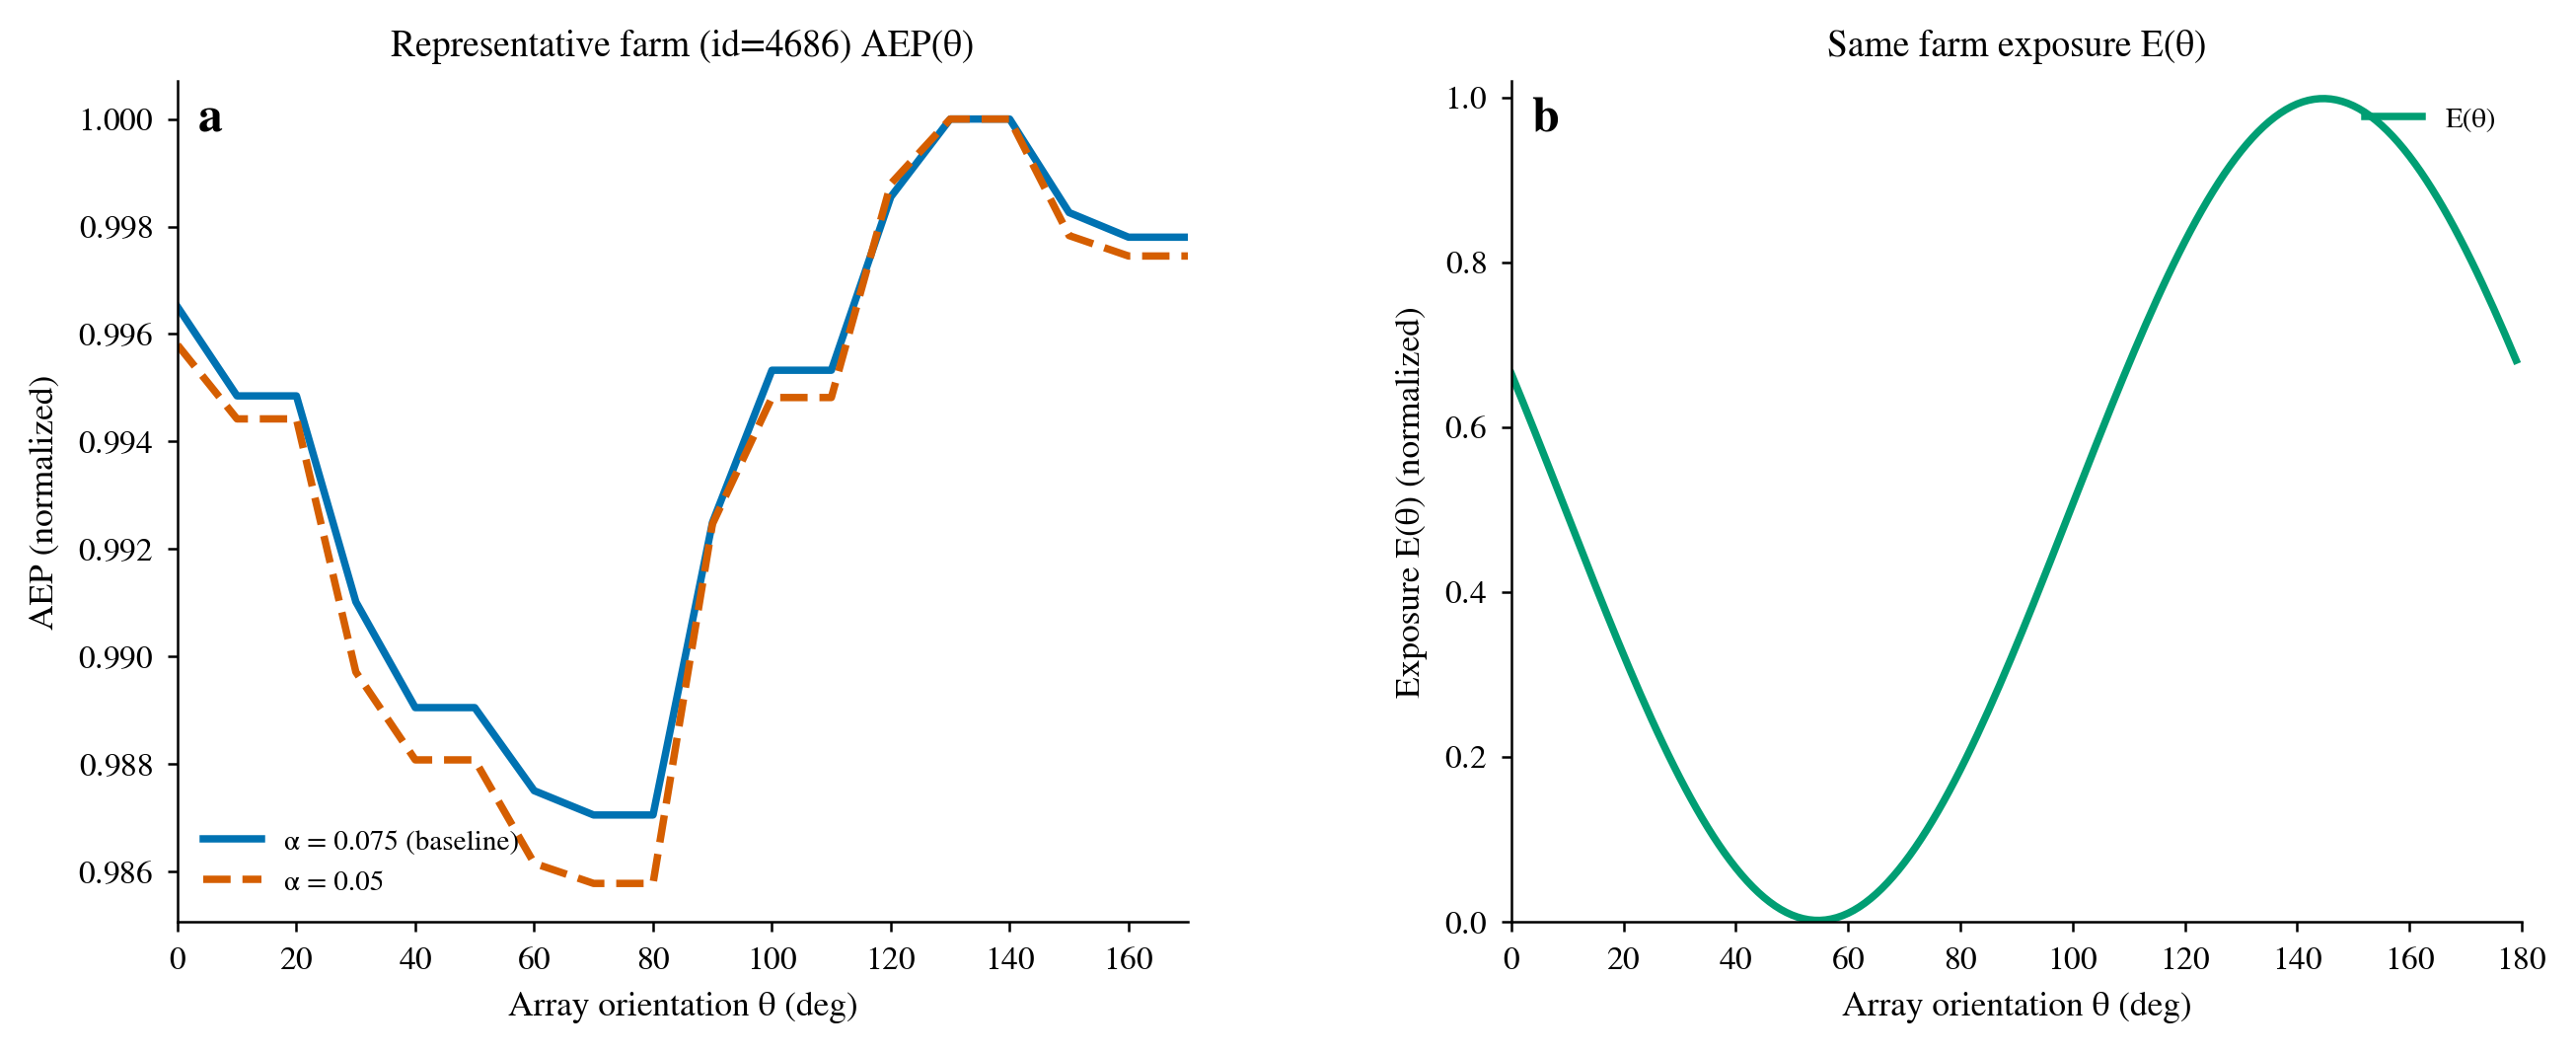 Representative farm (id=4686) AEP(θ)
a
AEP (normalized)
1.000
0.998
0.996
0.994
0.992
0.990
0.988
0.986
α = 0.075 (baseline)
α = 0.05
0 20 40 60 80 100 120 140 160
Array orientation θ (deg)
Same farm exposure E(θ)
b
E(θ)
Exposure E(θ) (normalized)
1.0
0.8
0.6
0.4
0.2
0.0
0 20 40 60 80 100 120 140 160 180
Array orientation θ (deg)